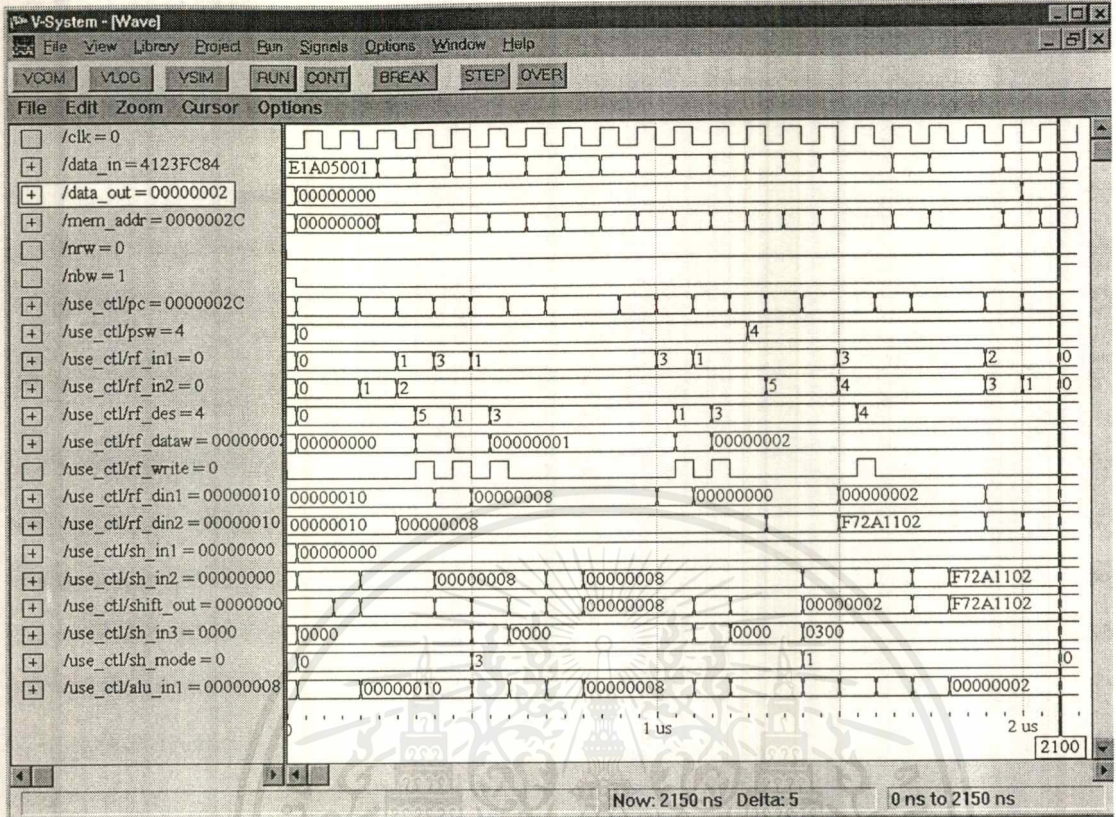 V-System - [Wave]
File View Library Project Run Signals Options Window Help
VCOM VLOG VSIM RUN CONT BREAK STEP OVER
File Edit Zoom Cursor Options
/clk = 0
/data_in = 4123FC84 E1A05001
/data_out = 00000002 00000000
/mem_addr = 0000002C 00000000
/nrw = 0
/nbw = 1
/use_ctl/pc = 0000002C
/use_ctl/psw = 4 0 4
/use_ctl/rf_in1 = 0 0 1 3 1 3 1 3 2 0
/use_ctl/rf_in2 = 0 0 1 2 5 4 3 1 0
/use_ctl/rf_des = 4 0 5 1 3 1 3 4
/use_ctl/rf_dataw = 00000002 00000000 00000001 00000002
/use_ctl/rf_write = 0
/use_ctl/rf_din1 = 00000010 00000010 00000008 00000000 00000002
/use_ctl/rf_din2 = 00000010 00000010 00000008 F72A1102
/use_ctl/sh_in1 = 00000000 00000000
/use_ctl/sh_in2 = 00000000 00000008 00000008 F72A1102
/use_ctl/shift_out = 0000000 00000008 00000002 F72A1102
/use_ctl/sh_in3 = 0000 0000 0000 0000 0300
/use_ctl/sh_mode = 0 0 3 1 0
/use_ctl/alu_in1 = 00000008 00000010 00000008 00000002
1 us 2 us
2100
Now: 2150 ns Delta: 5 0 ns to 2150 ns